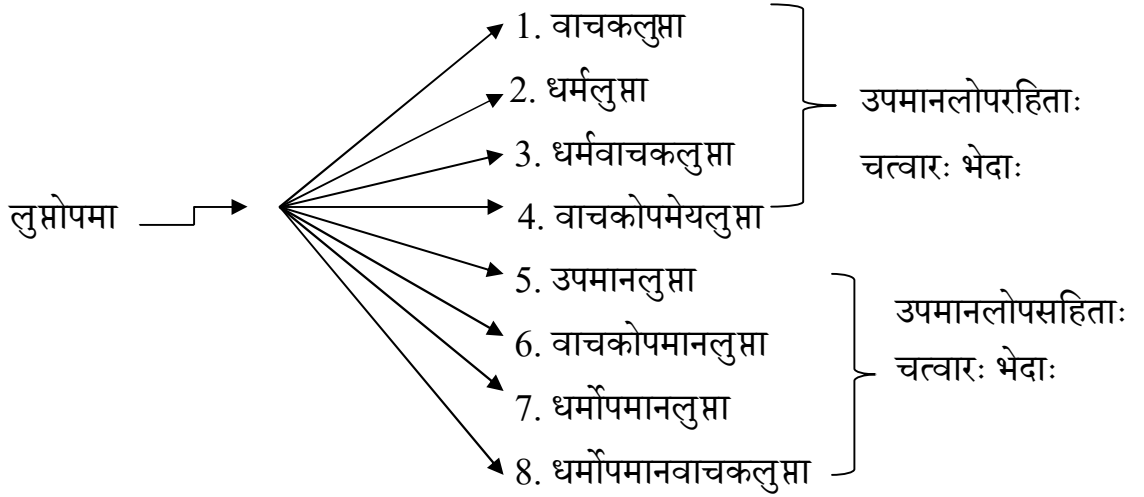 1. वाचकलुप्ता
2. धर्मलुप्ता
3. धर्मवाचकलुप्ता
4. वाचकोपमेयलुप्ता
उपमानलोपरहिताः
चत्वारः भेदाः
लुप्तोपमा
5. उपमानलुप्ता
6. वाचकोपमानलुप्ता
7. धर्मोपमानलुप्ता
8. धर्मोपमानवाचकलुप्ता
उपमानलोपसहिताः
चत्वारः भेदाः